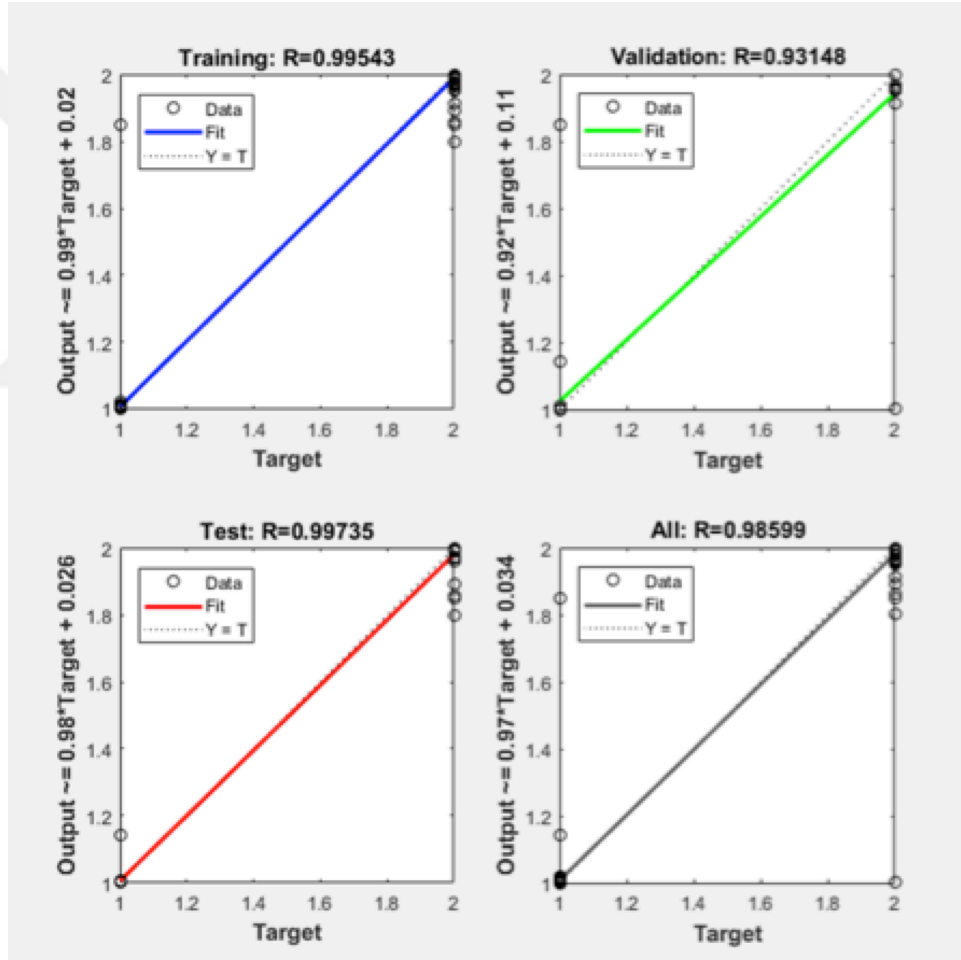 Training: R=0.99543
Output ~= 0.99*Target + 0.02
2
1.8
1.6
1.4
1.2
1
Data
Fit
Y = T
1
1.2
1.4
1.6
1.8
2
Target
Validation: R=0.93148
Output ~= 0.92*Target + 0.11
2
1.8
1.6
1.4
1.2
1
Data
Fit
Y = T
1
1.2
1.4
1.6
1.8
2
Target
Test: R=0.99735
Output ~= 0.98*Target + 0.026
2
1.8
1.6
1.4
1.2
1
Data
Fit
Y = T
1
1.2
1.4
1.6
1.8
2
Target
All: R=0.98599
Output ~= 0.97*Target + 0.034
2
1.8
1.6
1.4
1.2
1
Data
Fit
Y = T
1
1.2
1.4
1.6
1.8
2
Target